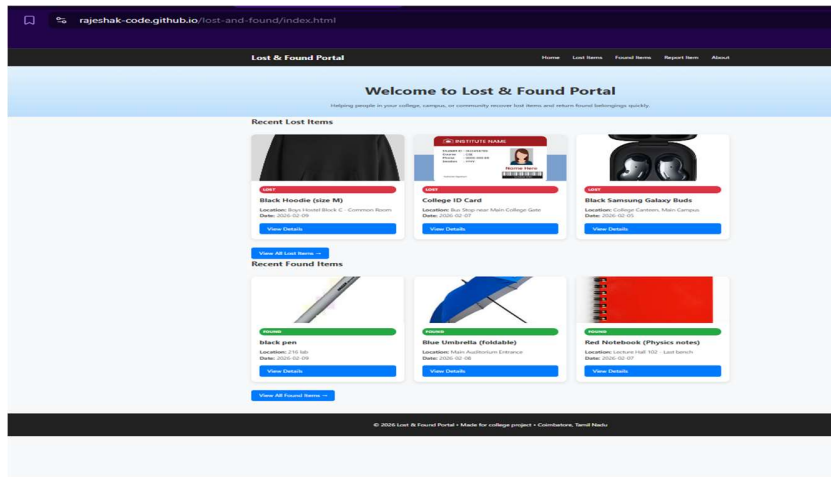 rajeshak-code.github.io/lost-and-found/index.html
Lost & Found Portal
Home Lost Items Found Items Report Item About
Welcome to Lost & Found Portal
Helping people in your college, campus, or community recover lost items and return found belongings quickly.
Recent Lost Items
INSTITUTE NAME
Name Here
LOST LOST LOST
Black Hoodie (size M) College ID Card Black Samsung Galaxy Buds
Location: Boys Hostel Block C - Common Room Location: Bus Stop near Main College Gate Location: College Canteen, Main Campus
Date: 2026-02-09 Date: 2026-02-07 Date: 2026-02-05
View Details View Details View Details
View All Lost Items →
Recent Found Items
FOUND FOUND FOUND
black pen Blue Umbrella (foldable) Red Notebook (Physics notes)
Location: 216 lab Location: Main Auditorium Entrance Location: Lecture Hall 102 - Last bench
Date: 2026-02-09 Date: 2026-02-08 Date: 2026-02-07
View Details View Details View Details
View All Found Items →
© 2026 Lost & Found Portal • Made for college project • Coimbatore, Tamil Nadu